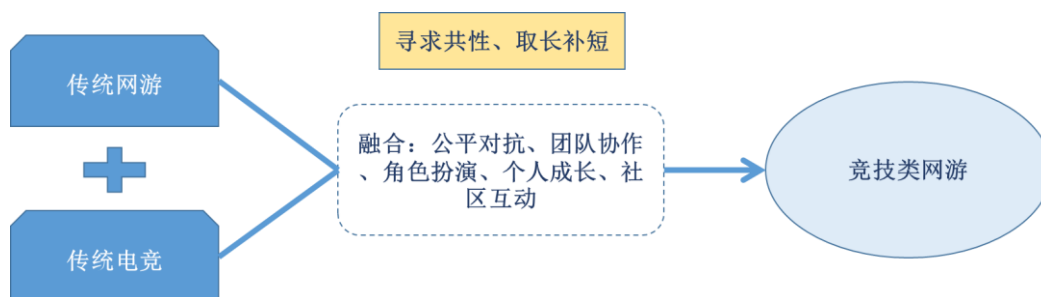 寻求共性、取长补短
传统网游
融合：公平对抗、团队协作
、角色扮演、个人成长、社
区互动
竞技类网游
传统电竞